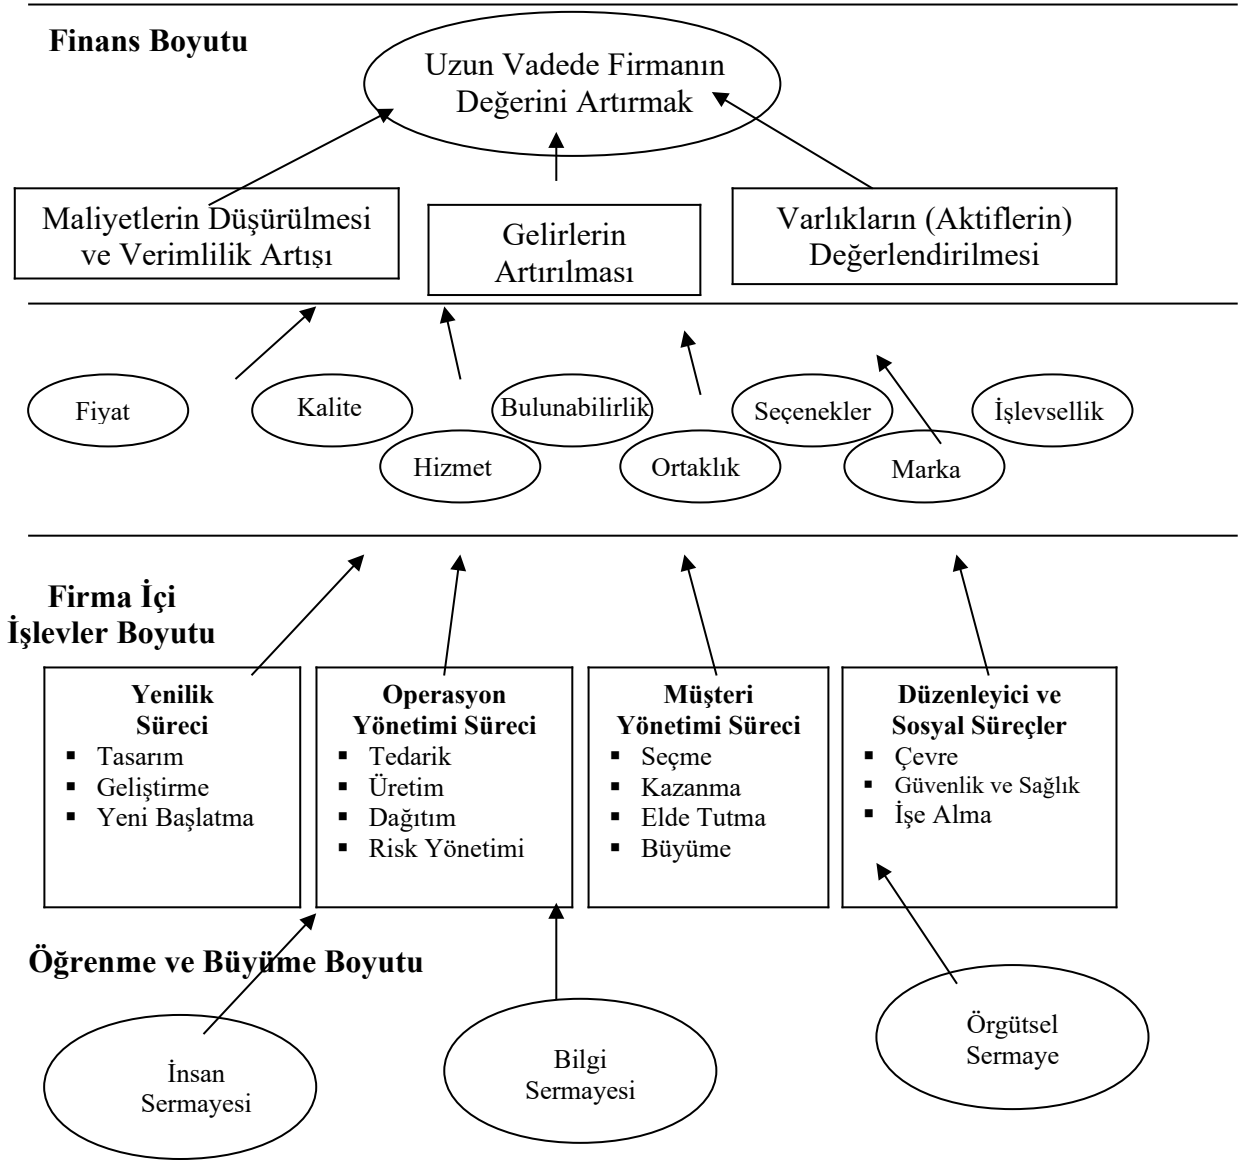 Finans Boyutu
Uzun Vadede Firmanın
Değerini Artırmak
Maliyetlerin Düşürülmesi
ve Verimlilik Artışı
Gelirlerin
Artırılması
Varlıkların (Aktiflerin)
Değerlendirilmesi
Fiyat
Kalite
Bulunabilirlik
Seçenekler
İşlevsellik
Hizmet
Ortaklık
Marka
Firma İçi
İşlevler Boyutu
Yenilik
Süreci
▪ Tasarım
▪ Geliştirme
▪ Yeni Başlatma
Operasyon
Yönetimi Süreci
▪ Tedarik
▪ Üretim
▪ Dağıtım
▪ Risk Yönetimi
Müşteri
Yönetimi Süreci
▪ Seçme
▪ Kazanma
▪ Elde Tutma
▪ Büyüme
Düzenleyici ve
Sosyal Süreçler
▪ Çevre
▪ Güvenlik ve Sağlık
▪ İşe Alma
Öğrenme ve Büyüme Boyutu
İnsan
Sermayesi
Bilgi
Sermayesi
Örgütsel
Sermaye